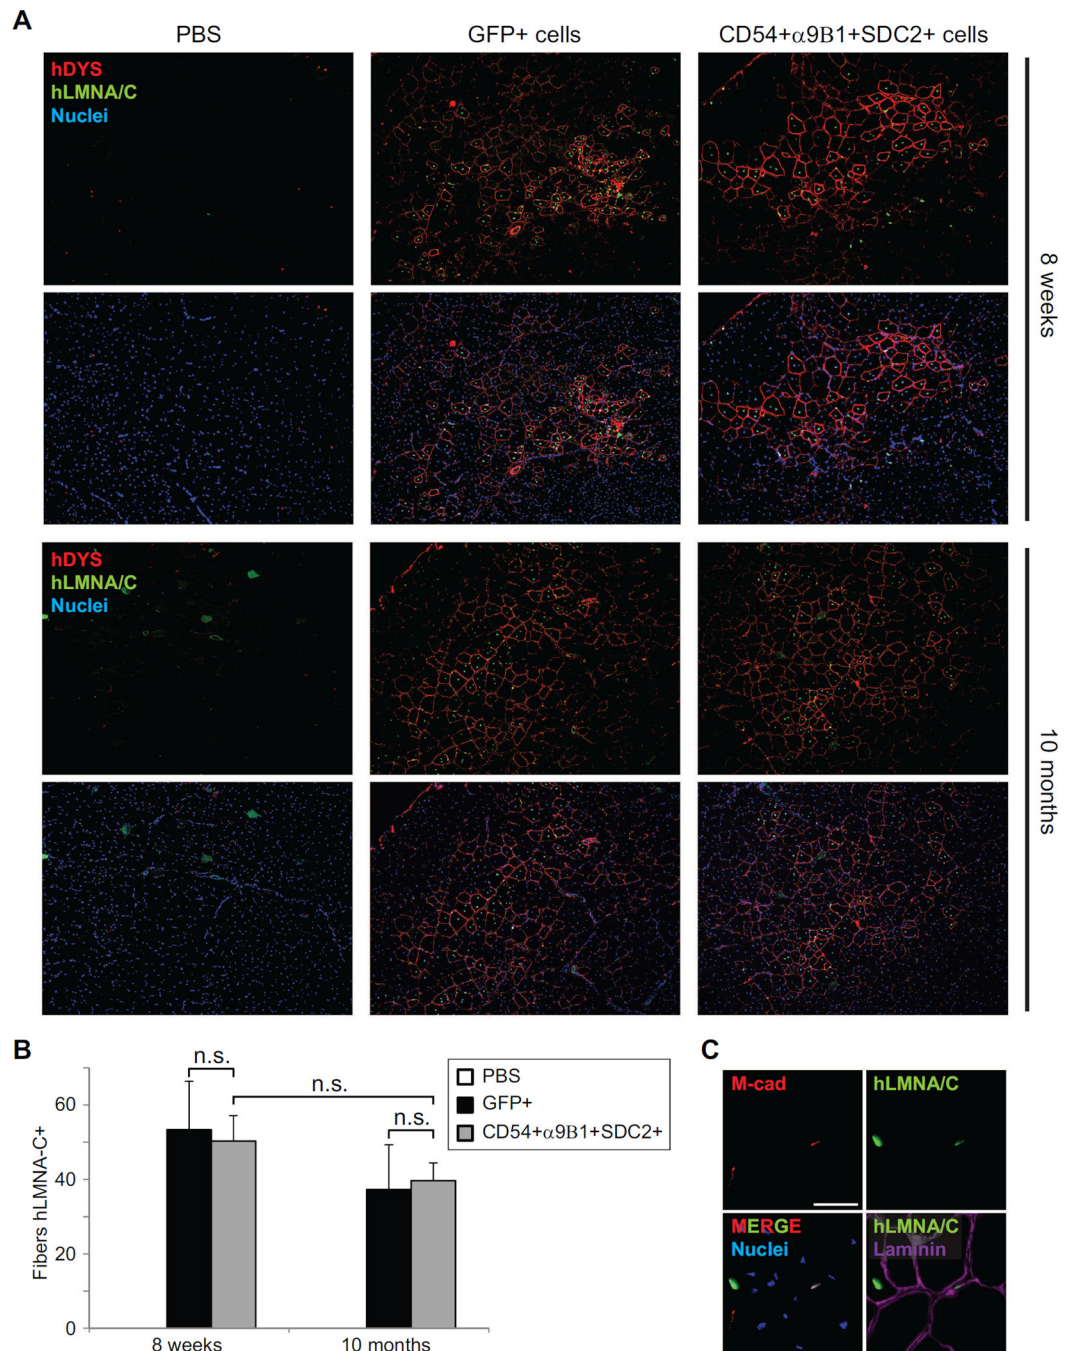 A
PBS
GFP+ cells
CD54+α9B1+SDC2+ cells
hDYS
hLMNA/C
Nuclei
8 weeks
hDYS
hLMNA/C
Nuclei
10 months
B
n.s.
n.s.
n.s.
PBS
GFP+
CD54+α9B1+SDC2+
Fibers hLMNA-C+
60
40
20
0
8 weeks
10 months
C
M-cad
hLMNA/C
MERGE
Nuclei
hLMNA/C
Laminin